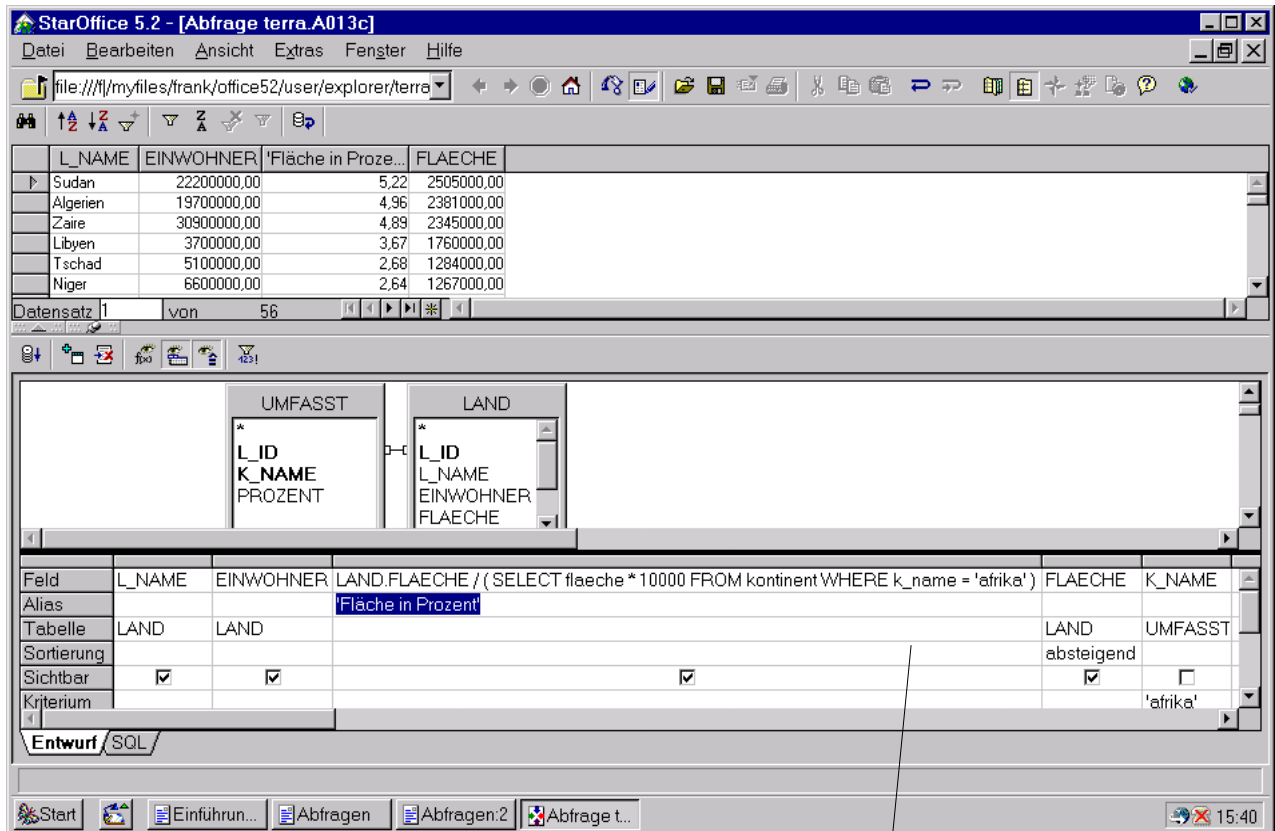 StarOffice 5.2 - [Abfrage terra.A013c]
Datei Bearbeiten Ansicht Extras Fenster Hilfe
file:///f|/myfiles/frank/office52/user/explorer/terra
L_NAME EINWOHNER 'Fläche in Proze... FLAECHE
Sudan 22200000,00 5,22 2505000,00
Algerien 19700000,00 4,96 2381000,00
Zaire 30900000,00 4,89 2345000,00
Libyen 3700000,00 3,67 1760000,00
Tschad 5100000,00 2,68 1284000,00
Niger 6600000,00 2,64 1267000,00
Datensatz 1 von 56
UMFASST LAND
* *
L_ID L_ID
K_NAME L_NAME
PROZENT EINWOHNER
FLAECHE
Feld L_NAME EINWOHNER LAND.FLAECHE / ( SELECT flaeche * 10000 FROM kontinent WHERE k_name = 'afrika' ) FLAECHE K_NAME
Alias 'Fläche in Prozent'
Tabelle LAND LAND LAND UMFASST
Sortierung absteigend
Sichtbar
Kriterium 'afrika'
Entwurf SQL
Start Einführun... Abfragen Abfragen:2 Abfrage t... 15:40